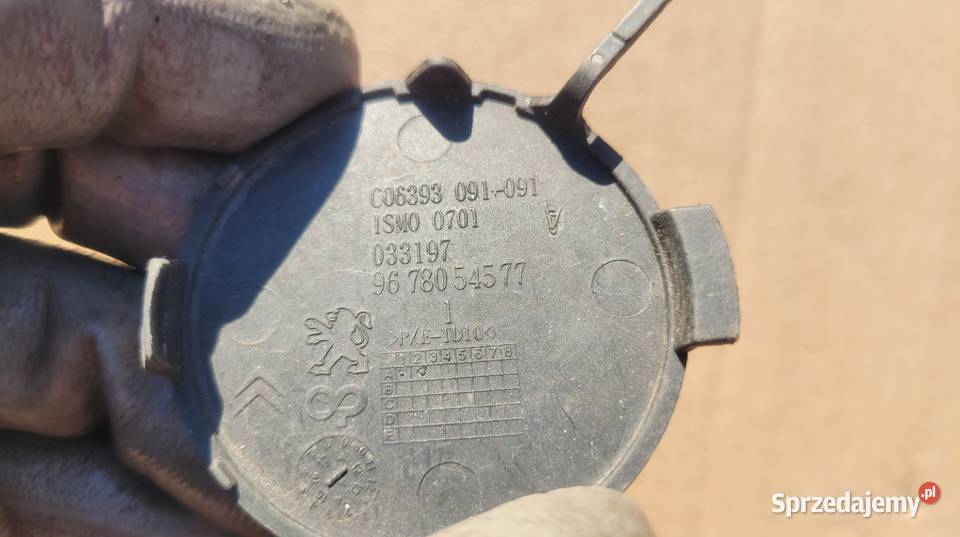 C06393 091-091
ISMO 0701
033197
96 780 545 77
1
>P/E-TD10<
1 2 3 4 5 6 7 8
A
B
C
D
E
Sprzedajemy.pl